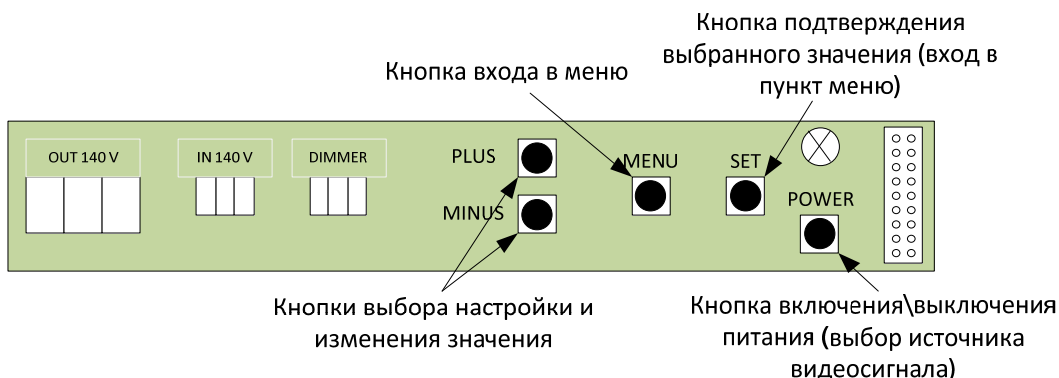 Кнопка подтверждения
выбранного значения (вход в
пункт меню)
Кнопка входа в меню
OUT 140 V
IN 140 V
DIMMER
PLUS
MINUS
MENU
SET
POWER
Кнопки выбора настройки и
изменения значения
Кнопка включения\выключения
питания (выбор источника
видеосигнала)